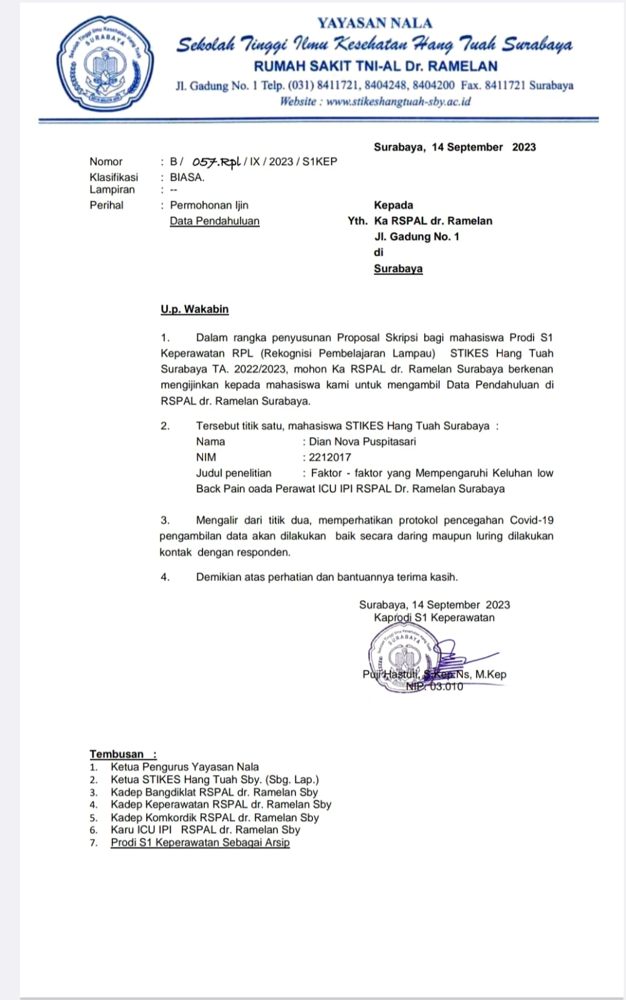 YAYASAN NALA
Sekolah Tinggi Ilmu Kesehatan Hang Tuah Surabaya
RUMAH SAKIT TNI-AL Dr. RAMELAN
Jl. Gadung No. 1 Telp. (031) 8411721, 8404248, 8404200 Fax. 8411721 Surabaya
Website : www.stikeshangtuah-sby.ac.id
Sekolah Tinggi Ilmu Kesehatan Hang Tuah
SURABAYA
Surabaya, 14 September 2023
Nomor : B/ 057.Rpl / IX / 2023 / S1KEP
Klasifikasi : BIASA.
Lampiran : --
Perihal : Permohonan Ijin
Data Pendahuluan
Kepada
Yth. Ka RSPAL dr. Ramelan
Jl. Gadung No. 1
di
Surabaya
U.p. Wakabin
1. Dalam rangka penyusunan Proposal Skripsi bagi mahasiswa Prodi S1
Keperawatan RPL (Rekognisi Pembelajaran Lampau) STIKES Hang Tuah
Surabaya TA. 2022/2023, mohon Ka RSPAL dr. Ramelan Surabaya berkenan
mengijinkan kepada mahasiswa kami untuk mengambil Data Pendahuluan di
RSPAL dr. Ramelan Surabaya.
2. Tersebut titik satu, mahasiswa STIKES Hang Tuah Surabaya :
Nama : Dian Nova Puspitasari
NIM : 2212017
Judul penelitian : Faktor - faktor yang Mempengaruhi Keluhan low
Back Pain oada Perawat ICU IPI RSPAL Dr. Ramelan Surabaya
3. Mengalir dari titik dua, memperhatikan protokol pencegahan Covid-19
pengambilan data akan dilakukan baik secara daring maupun luring dilakukan
kontak dengan responden.
4. Demikian atas perhatian dan bantuannya terima kasih.
Surabaya, 14 September 2023
Kaprodi S1 Keperawatan
Sekolah Tinggi Ilmu Kesehatan Hang Tuah
SURABAYA
Puji Hastuti, S.Kep.Ns, M.Kep
NIP. 03.010
Tembusan :
1. Ketua Pengurus Yayasan Nala
2. Ketua STIKES Hang Tuah Sby. (Sbg. Lap.)
3. Kadep Bangdiklat RSPAL dr. Ramelan Sby
4. Kadep Keperawatan RSPAL dr. Ramelan Sby
5. Kadep Komkordik RSPAL dr. Ramelan Sby
6. Karu ICU IPI RSPAL dr. Ramelan Sby
7. Prodi S1 Keperawatan Sebagai Arsip